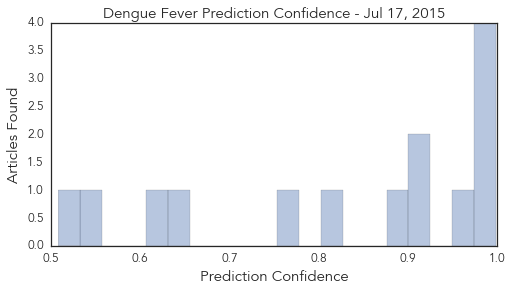 Dengue Fever Prediction Confidence - Jul 17, 2015
4.0
3.5
3.0
2.5
2.0
1.5
1.0
0.5
0.0
Articles Found
0.5 0.6 0.7 0.8 0.9 1.0
Prediction Confidence